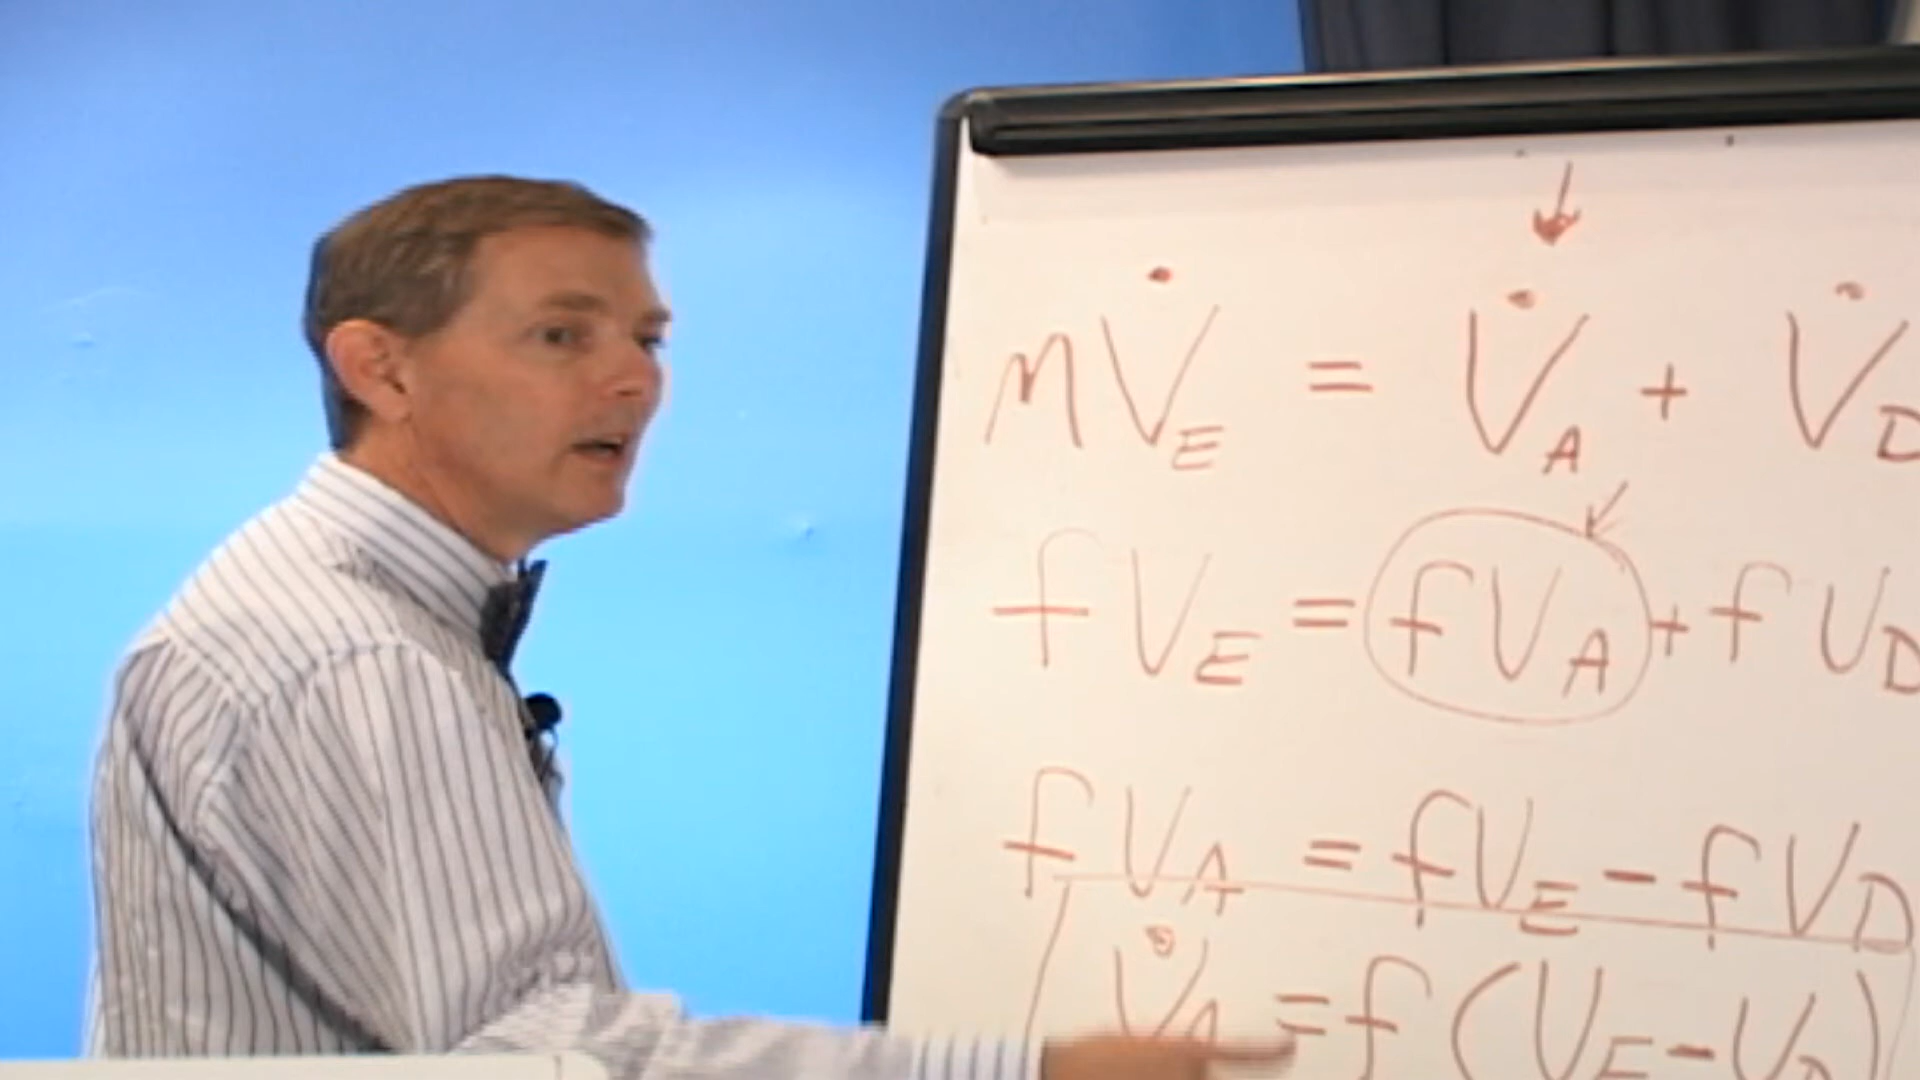 mV̇E = V̇A + V̇D
fVE = fVA + fVD
fVA = fVE - fVD
V̇A = f(VE - VD)